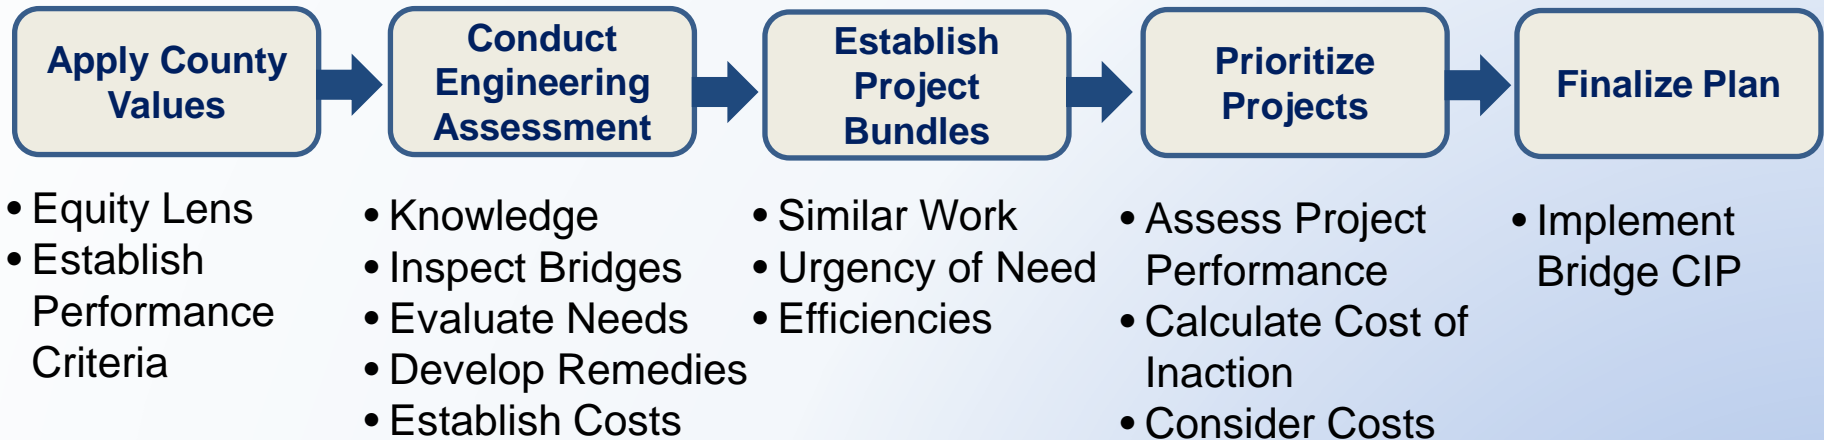 Apply County
Values
Conduct
Engineering
Assessment
Establish
Project
Bundles
Prioritize
Projects
Finalize Plan
• Equity Lens
• Establish
Performance
Criteria
• Knowledge
• Inspect Bridges
• Evaluate Needs
• Develop Remedies
• Establish Costs
• Similar Work
• Urgency of Need
• Efficiencies
• Assess Project
Performance
• Calculate Cost of
Inaction
• Consider Costs
• Implement
Bridge CIP